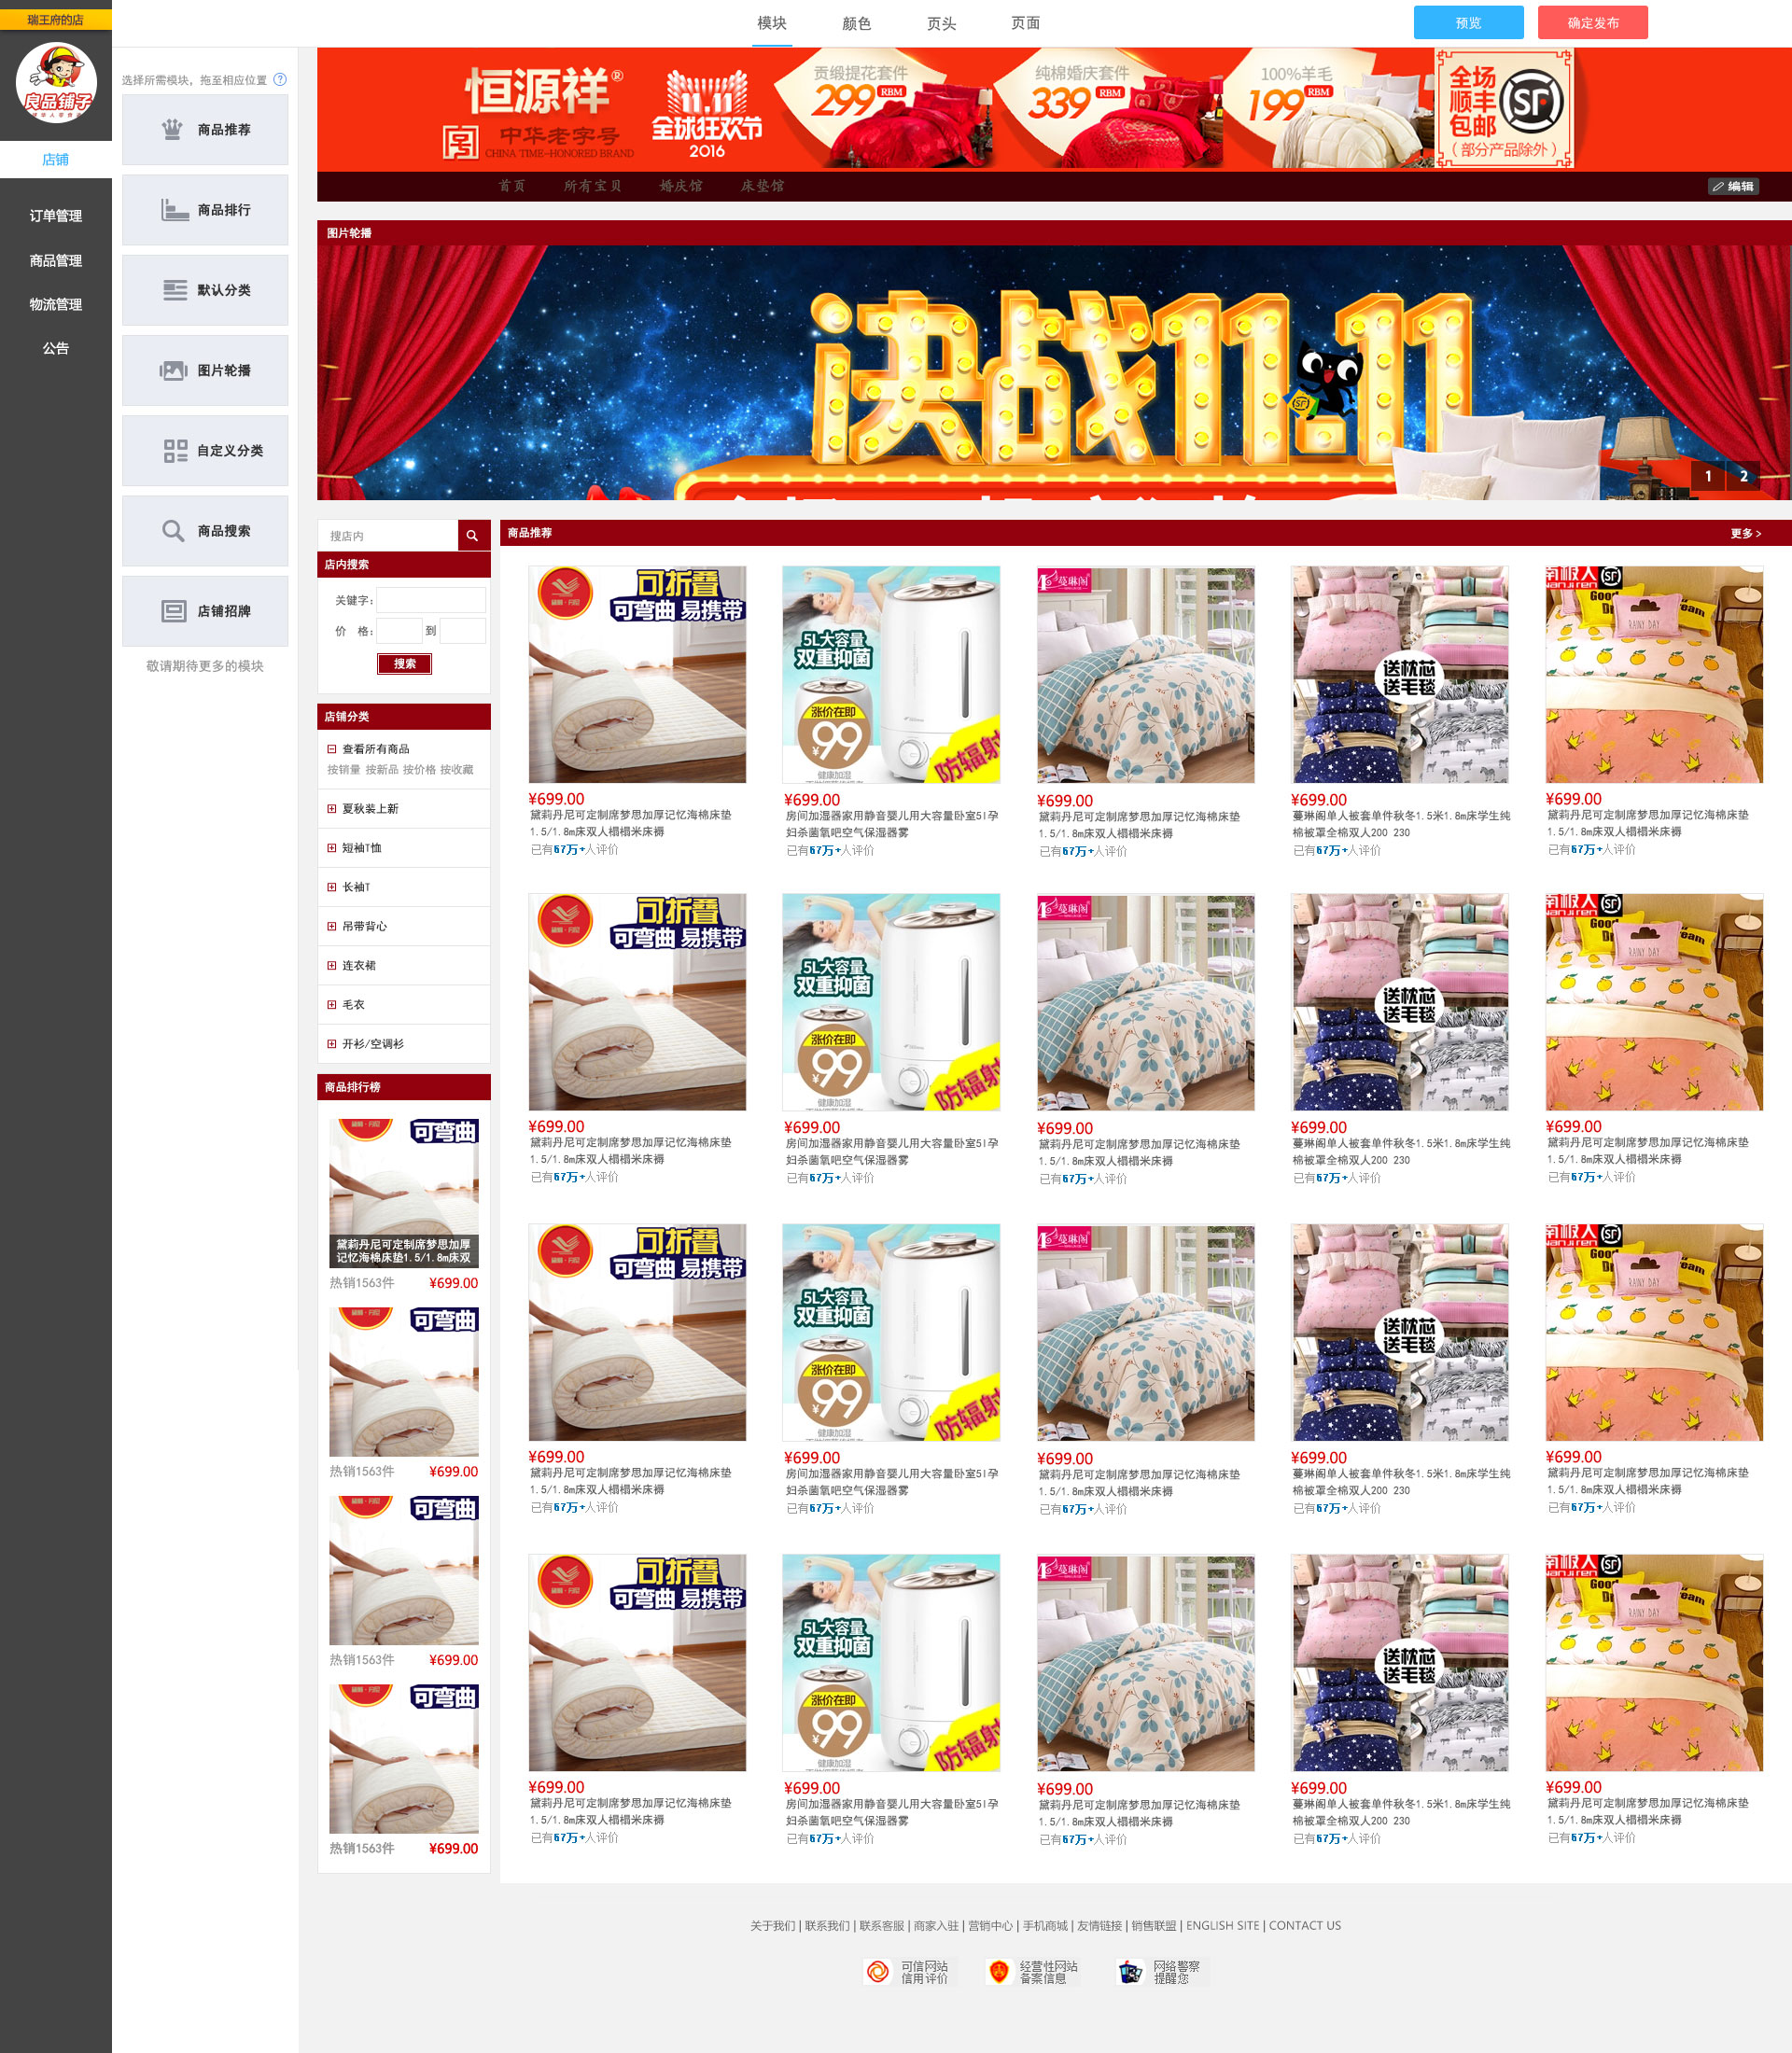 瑞王府的店
良品铺子
店铺
订单管理
商品管理
物流管理
公告
模块
颜色
页头
页面
预览
确定发布
选择所需模块，拖至相应位置
商品推荐
商品排行
默认分类
图片轮播
自定义分类
商品搜索
店铺招牌
敬请期待更多的模块
恒源祥®
中华老字号
CHINA TIME-HONORED BRAND
11.11
全球狂欢节
2016
贡缎提花套件
299 RBM
纯棉婚庆套件
339 RBM
100%羊毛
199 RBM
全场
顺丰
包邮
SF
(部分产品除外)
首页
所有宝贝
婚庆馆
床垫馆
编辑
图片轮播
决战11.11
1
2
搜店内
店内搜索
关键字:
价 格:
到
搜索
店铺分类
查看所有商品
按销量 按新品 按价格 按收藏
夏秋装上新
短袖T恤
长袖T
吊带背心
连衣裙
毛衣
开衫/空调衫
商品排行榜
可弯曲
黛莉丹尼可定制席梦思加厚
记忆海棉床垫1.5/1.8m床双
热销1563件 ¥699.00
可弯曲
热销1563件 ¥699.00
可弯曲
热销1563件 ¥699.00
可弯曲
热销1563件 ¥699.00
商品推荐
更多 >
可折叠
可弯曲 易携带
¥699.00
黛莉丹尼可定制席梦思加厚记忆海棉床垫
1.5/1.8m床双人榻榻米床褥
已有67万+人评价
5L大容量
双重抑菌
涨价在即
¥99
健康加湿
防辐射
¥699.00
房间加湿器家用静音婴儿用大容量卧室5l孕
妇杀菌氧吧空气保湿器雾
已有67万+人评价
蔓琳阁
¥699.00
黛莉丹尼可定制席梦思加厚记忆海棉床垫
1.5/1.8m床双人榻榻米床褥
已有67万+人评价
送枕芯
送毛毯
¥699.00
蔓琳阁单人被套单件秋冬1.5米1.8m床学生纯
棉被罩全棉双人200 230
已有67万+人评价
南极人
Nanjiren
RAINY DAY
¥699.00
黛莉丹尼可定制席梦思加厚记忆海棉床垫
1.5/1.8m床双人榻榻米床褥
已有67万+人评价
可折叠
可弯曲 易携带
¥699.00
黛莉丹尼可定制席梦思加厚记忆海棉床垫
1.5/1.8m床双人榻榻米床褥
已有67万+人评价
5L大容量
双重抑菌
涨价在即
¥99
健康加湿
防辐射
¥699.00
房间加湿器家用静音婴儿用大容量卧室5l孕
妇杀菌氧吧空气保湿器雾
已有67万+人评价
蔓琳阁
¥699.00
黛莉丹尼可定制席梦思加厚记忆海棉床垫
1.5/1.8m床双人榻榻米床褥
已有67万+人评价
送枕芯
送毛毯
¥699.00
蔓琳阁单人被套单件秋冬1.5米1.8m床学生纯
棉被罩全棉双人200 230
已有67万+人评价
南极人
Nanjiren
RAINY DAY
¥699.00
黛莉丹尼可定制席梦思加厚记忆海棉床垫
1.5/1.8m床双人榻榻米床褥
已有67万+人评价
可折叠
可弯曲 易携带
¥699.00
黛莉丹尼可定制席梦思加厚记忆海棉床垫
1.5/1.8m床双人榻榻米床褥
已有67万+人评价
5L大容量
双重抑菌
涨价在即
¥99
健康加湿
防辐射
¥699.00
房间加湿器家用静音婴儿用大容量卧室5l孕
妇杀菌氧吧空气保湿器雾
已有67万+人评价
蔓琳阁
¥699.00
黛莉丹尼可定制席梦思加厚记忆海棉床垫
1.5/1.8m床双人榻榻米床褥
已有67万+人评价
送枕芯
送毛毯
¥699.00
蔓琳阁单人被套单件秋冬1.5米1.8m床学生纯
棉被罩全棉双人200 230
已有67万+人评价
南极人
Nanjiren
RAINY DAY
¥699.00
黛莉丹尼可定制席梦思加厚记忆海棉床垫
1.5/1.8m床双人榻榻米床褥
已有67万+人评价
可折叠
可弯曲 易携带
¥699.00
黛莉丹尼可定制席梦思加厚记忆海棉床垫
1.5/1.8m床双人榻榻米床褥
已有67万+人评价
5L大容量
双重抑菌
涨价在即
¥99
健康加湿
防辐射
¥699.00
房间加湿器家用静音婴儿用大容量卧室5l孕
妇杀菌氧吧空气保湿器雾
已有67万+人评价
蔓琳阁
¥699.00
黛莉丹尼可定制席梦思加厚记忆海棉床垫
1.5/1.8m床双人榻榻米床褥
已有67万+人评价
送枕芯
送毛毯
¥699.00
蔓琳阁单人被套单件秋冬1.5米1.8m床学生纯
棉被罩全棉双人200 230
已有67万+人评价
南极人
Nanjiren
RAINY DAY
¥699.00
黛莉丹尼可定制席梦思加厚记忆海棉床垫
1.5/1.8m床双人榻榻米床褥
已有67万+人评价
关于我们 | 联系我们 | 联系客服 | 商家入驻 | 营销中心 | 手机商城 | 友情链接 | 销售联盟 | ENGLISH SITE | CONTACT US
可信网站
信用评价
经营性网站
备案信息
网络警察
提醒您